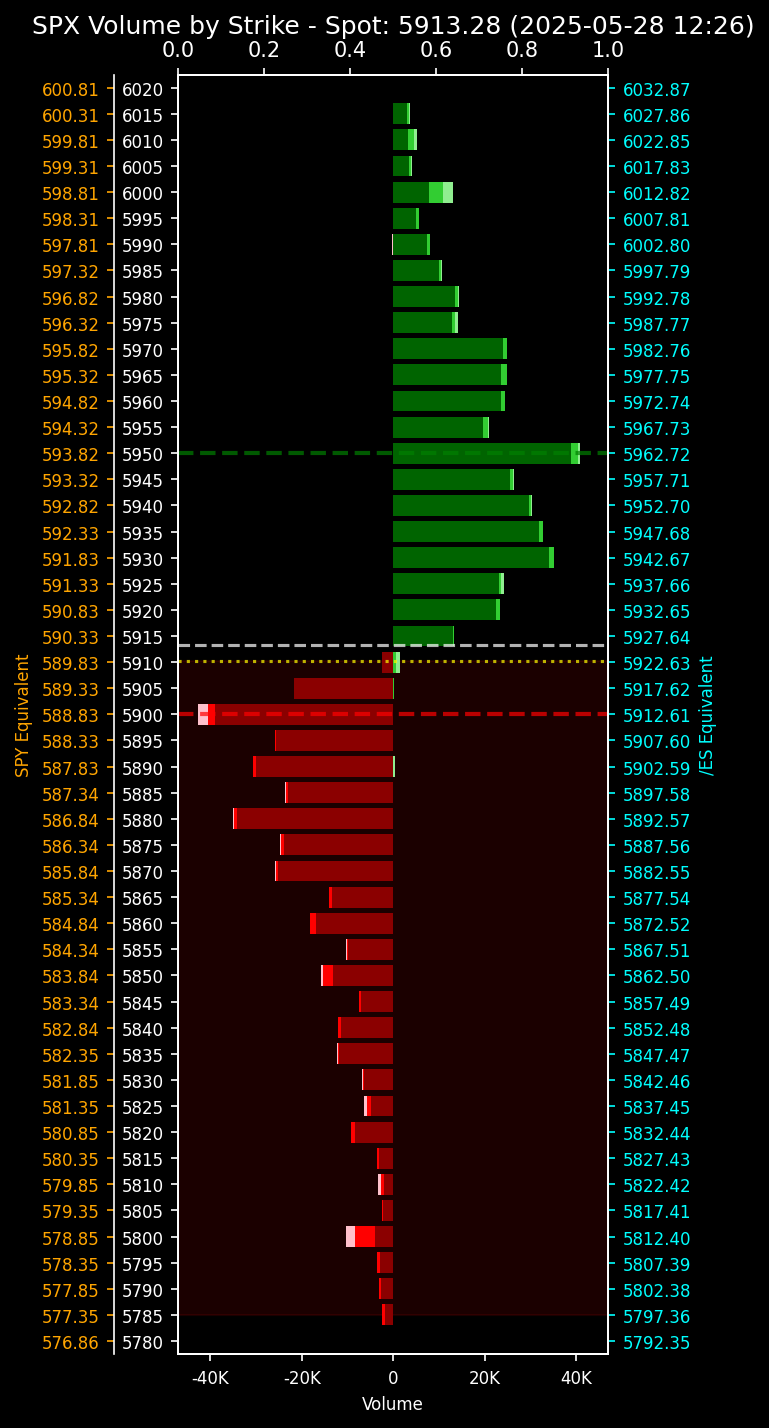 SPX Volume by Strike - Spot: 5913.28 (2025-05-28 12:26)
0.0 0.2 0.4 0.6 0.8 1.0
600.81 6020 6032.87
600.31 6015 6027.86
599.81 6010 6022.85
599.31 6005 6017.83
598.81 6000 6012.82
598.31 5995 6007.81
597.81 5990 6002.80
597.32 5985 5997.79
596.82 5980 5992.78
596.32 5975 5987.77
595.82 5970 5982.76
595.32 5965 5977.75
594.82 5960 5972.74
594.32 5955 5967.73
593.82 5950 5962.72
593.32 5945 5957.71
592.82 5940 5952.70
592.33 5935 5947.68
591.83 5930 5942.67
591.33 5925 5937.66
590.83 5920 5932.65
590.33 5915 5927.64
589.83 5910 5922.63
589.33 5905 5917.62
588.83 5900 5912.61
588.33 5895 5907.60
587.83 5890 5902.59
587.34 5885 5897.58
586.84 5880 5892.57
586.34 5875 5887.56
585.84 5870 5882.55
585.34 5865 5877.54
584.84 5860 5872.52
584.34 5855 5867.51
583.84 5850 5862.50
583.34 5845 5857.49
582.84 5840 5852.48
582.35 5835 5847.47
581.85 5830 5842.46
581.35 5825 5837.45
580.85 5820 5832.44
580.35 5815 5827.43
579.85 5810 5822.42
579.35 5805 5817.41
578.85 5800 5812.40
578.35 5795 5807.39
577.85 5790 5802.38
577.35 5785 5797.36
576.86 5780 5792.35
SPY Equivalent
/ES Equivalent
-40K -20K 0 20K 40K
Volume